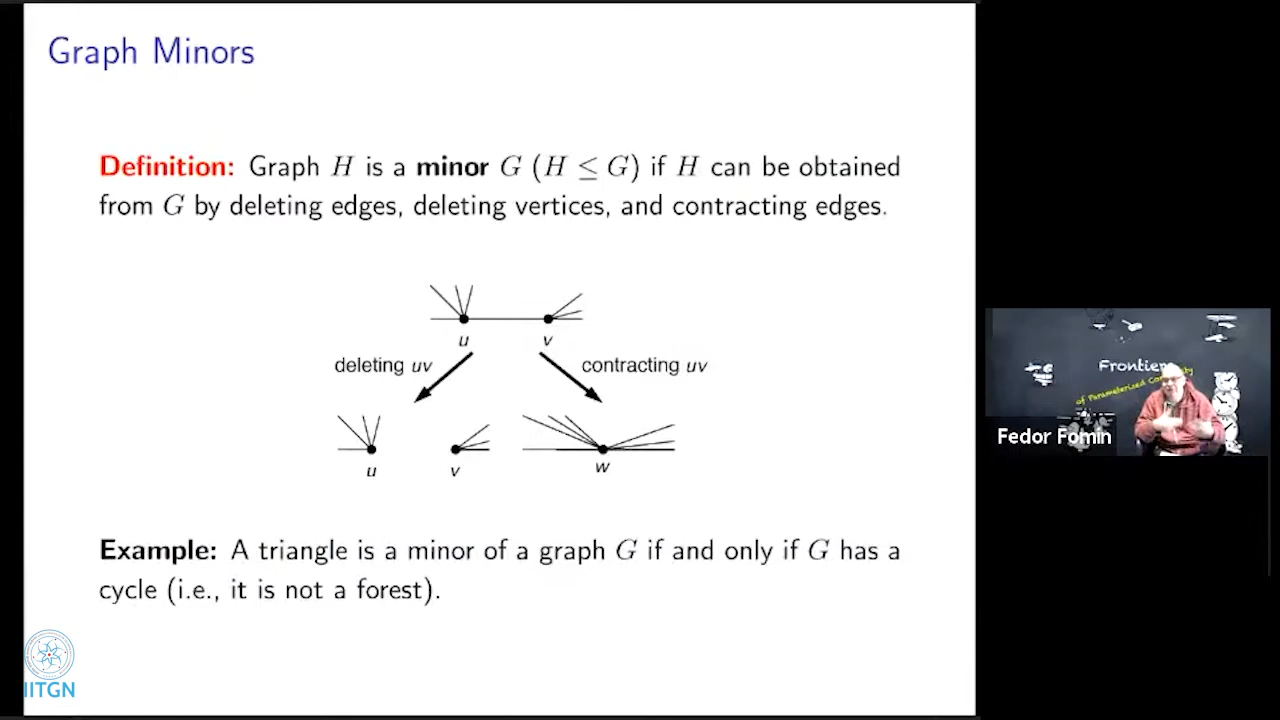 Graph Minors
Definition: Graph H is a minor G (H ≤ G) if H can be obtained
from G by deleting edges, deleting vertices, and contracting edges.
u v
deleting uv contracting uv
u v w
Example: A triangle is a minor of a graph G if and only if G has a
cycle (i.e., it is not a forest).
IITGN
Frontiers
of Parameterized
Fedor Fomin